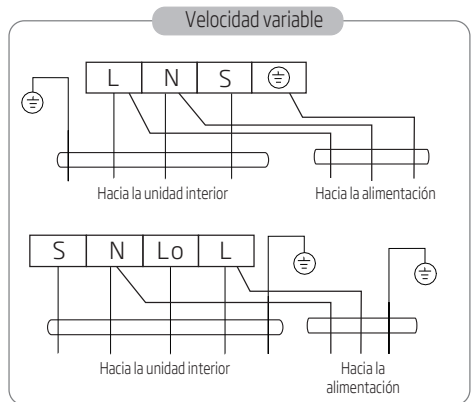 Velocidad variable
L N S
Hacia la unidad interior
Hacia la alimentación
S N Lo L
Hacia la unidad interior
Hacia la
alimentación